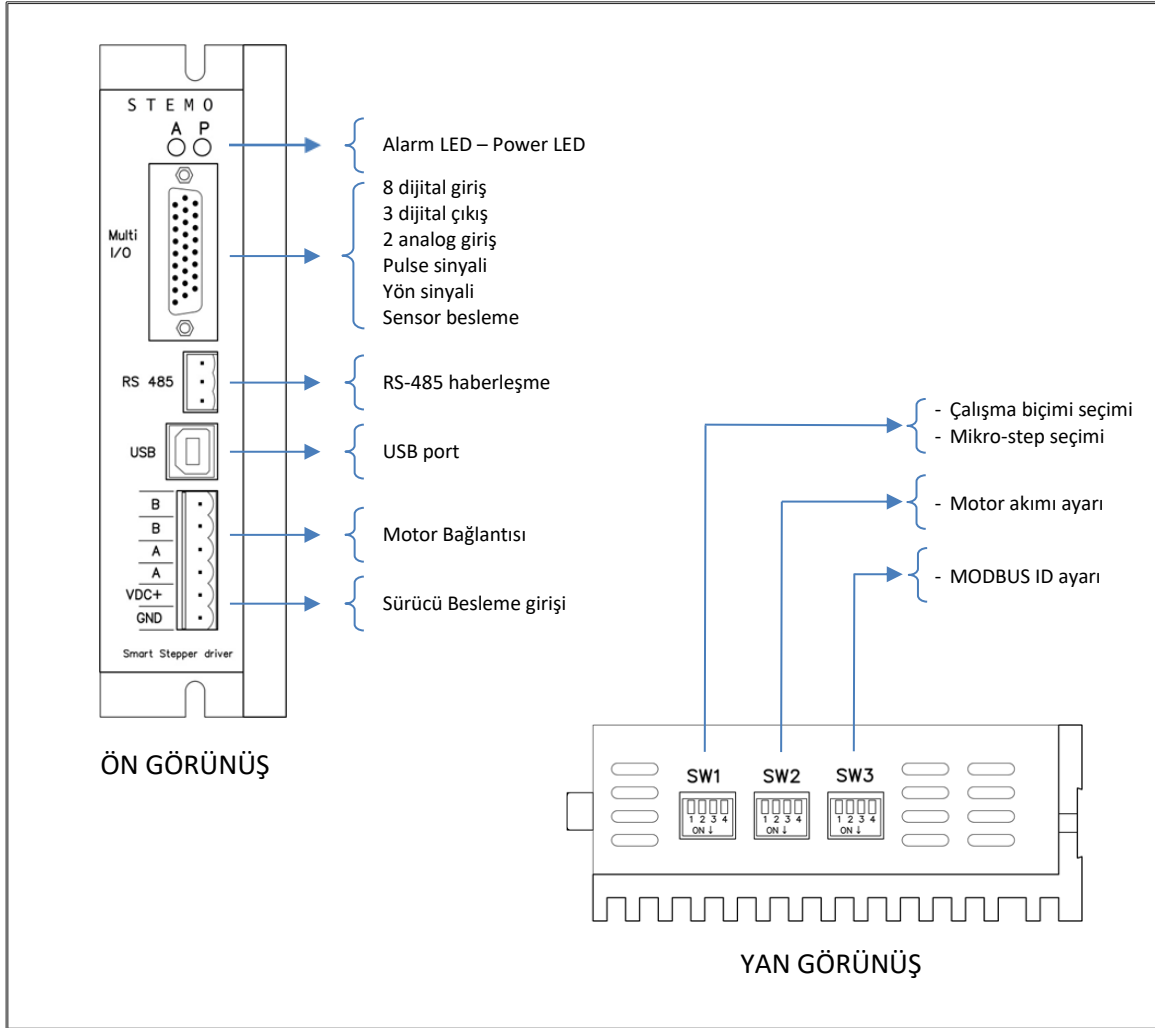 STEMO
A P
Alarm LED – Power LED
Multi
I/O
8 dijital giriş
3 dijital çıkış
2 analog giriş
Pulse sinyali
Yön sinyali
Sensor besleme
RS 485
RS-485 haberleşme
USB
USB port
B
B
A
A
VDC+
GND
Motor Bağlantısı
Sürücü Besleme girişi
Smart Stepper driver
ÖN GÖRÜNÜŞ
- Çalışma biçimi seçimi
- Mikro-step seçimi
- Motor akımı ayarı
- MODBUS ID ayarı
SW1 SW2 SW3
1 2 3 4 1 2 3 4 1 2 3 4
ON ↓ ON ↓ ON ↓
YAN GÖRÜNÜŞ